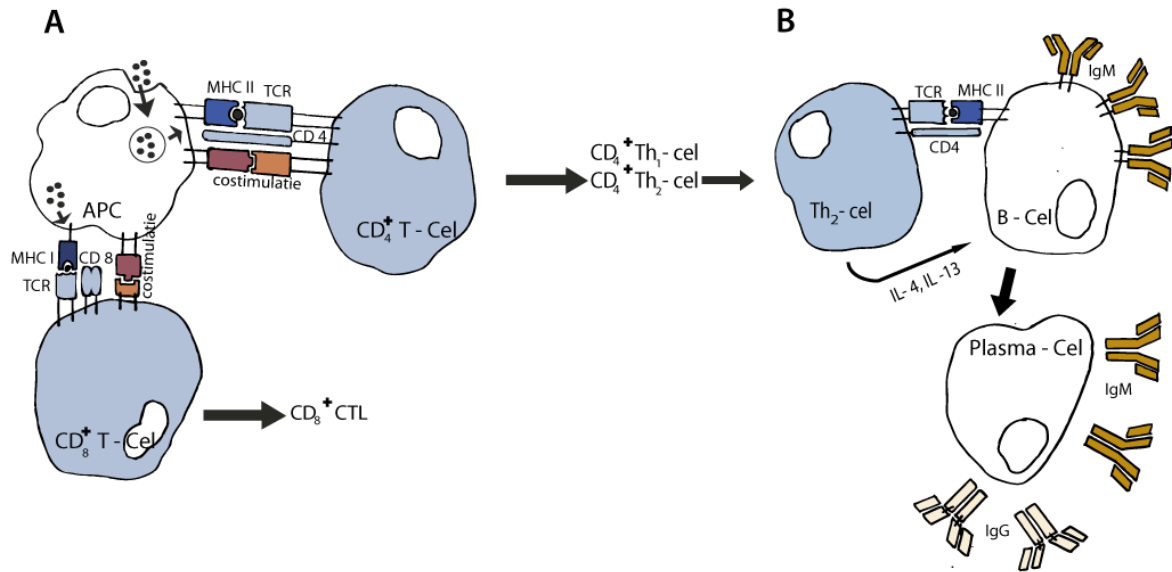 A
MHC II TCR
CD 4
costimulatie
APC
CD4+ T - Cel
MHC I CD 8
TCR
costimulatie
CD8+ T - Cel
CD8+ CTL
CD4+ Th1 - cel
CD4+ Th2 - cel
B
IgM
TCR MHC II
CD4
Th2 - cel
B - Cel
IL - 4, IL -13
Plasma - Cel
IgM
IgG